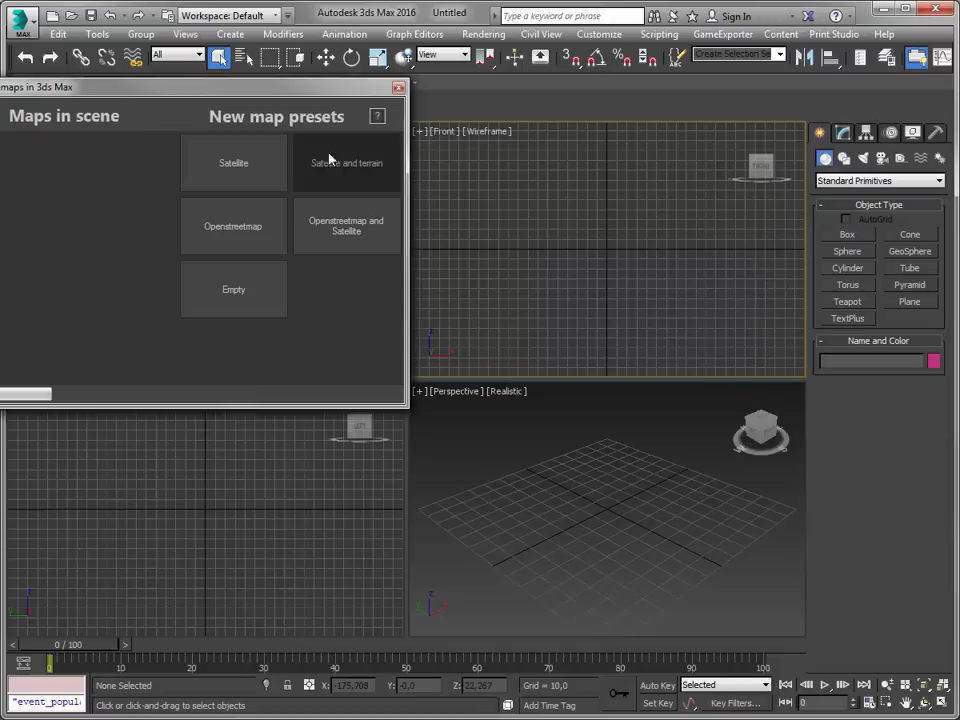 MAX
Workspace: Default
Autodesk 3ds Max 2016
Untitled
Type a keyword or phrase
Sign In
Edit
Tools
Group
Views
Create
Modifiers
Animation
Graph Editors
Rendering
Civil View
Customize
Scripting
GameExporter
Content
Print Studio
Help
All
View
Create Selection Se
maps in 3ds Max
Maps in scene
New map presets
?
Satellite
Satellite and terrain
Openstreetmap
Openstreetmap and
Satellite
Empty
[+] [Front] [Wireframe]
[+] [Perspective] [Realistic]
Standard Primitives
Object Type
AutoGrid
Box
Cone
Sphere
GeoSphere
Cylinder
Tube
Torus
Pyramid
Teapot
Plane
TextPlus
Name and Color
0 / 100
0
10
20
30
40
50
60
70
80
90
100
None Selected
X: -175,708
Y: -0,0
Z: 22,267
Grid = 10,0
Auto Key
Selected
"event_popula
Click or click-and-drag to select objects
Add Time Tag
Set Key
Key Filters...
0